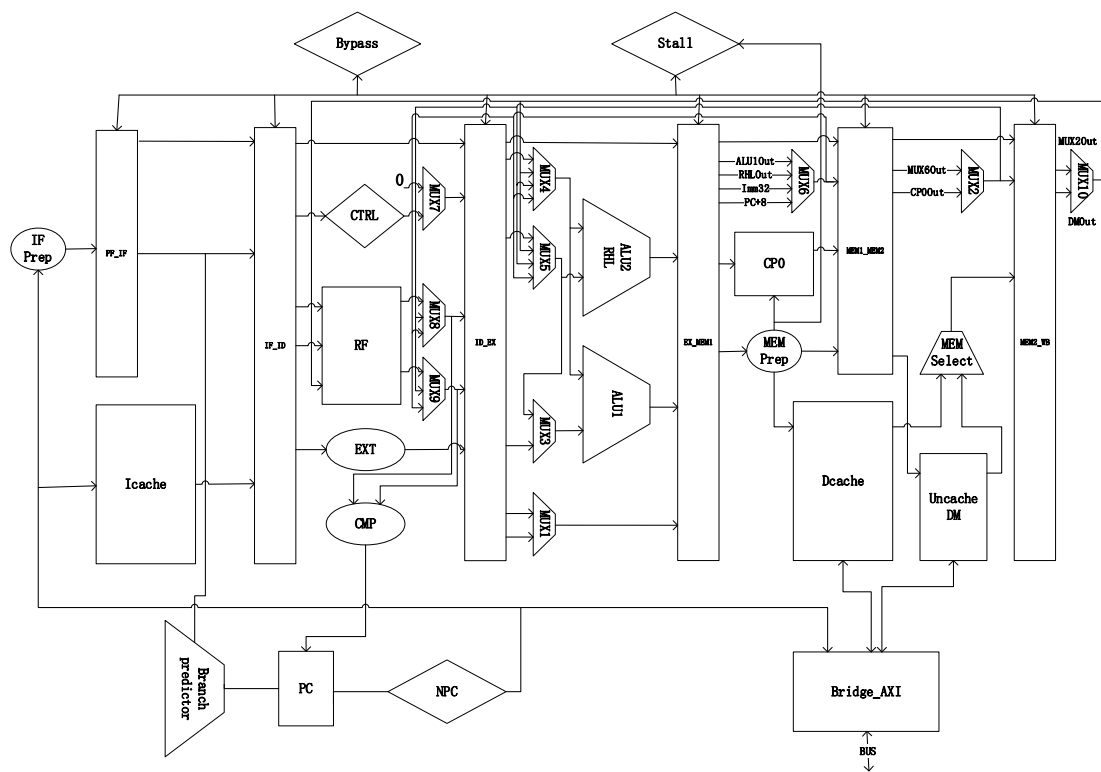 Bypass
Stall
IF
Prep
PF_IF
IF_ID
0
MUX7
CTRL
RF
MUX8
MUX9
EXT
CMP
Icache
ID_EX
MUX4
MUX5
MUX3
MUX1
ALU2
RHL
ALU1
EX_MEM1
ALU1Out
RHLOut
Imm32
PC+8
MUX6
CP0
MEM
Prep
MEM1_MEM2
MUX6Out
CP0Out
MUX2
MEM
Select
Dcache
Uncache
DM
MEM2_WB
MUX2Out
MUX10
DMOut
Branch
predictor
PC
NPC
Bridge_AXI
BUS